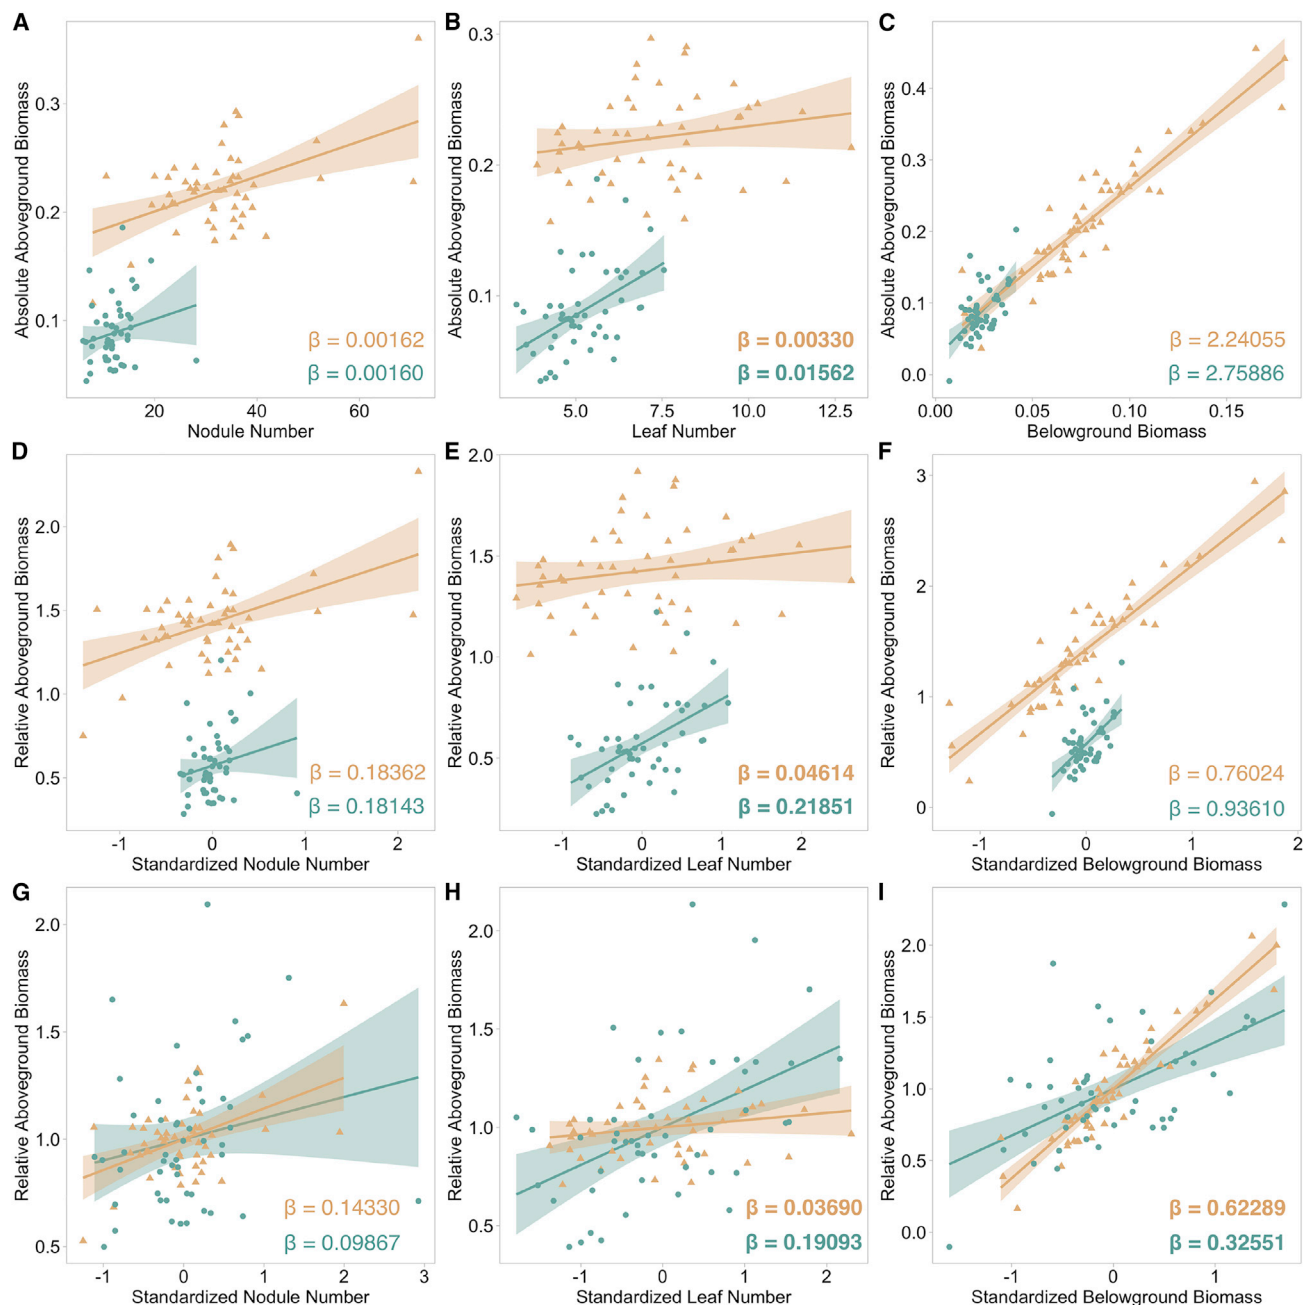 A
Absolute Aboveground Biomass
0.3
0.2
0.1
β = 0.00162
β = 0.00160
20 40 60
Nodule Number
B
Absolute Aboveground Biomass
0.3
0.2
0.1
β = 0.00330
β = 0.01562
5.0 7.5 10.0 12.5
Leaf Number
C
Absolute Aboveground Biomass
0.4
0.3
0.2
0.1
0.0
β = 2.24055
β = 2.75886
0.00 0.05 0.10 0.15
Belowground Biomass
D
Relative Aboveground Biomass
2.0
1.5
1.0
0.5
β = 0.18362
β = 0.18143
-1 0 1 2
Standardized Nodule Number
E
Relative Aboveground Biomass
2.0
1.5
1.0
0.5
β = 0.04614
β = 0.21851
-1 0 1 2
Standardized Leaf Number
F
Relative Aboveground Biomass
3
2
1
0
β = 0.76024
β = 0.93610
-1 0 1 2
Standardized Belowground Biomass
G
Relative Aboveground Biomass
2.0
1.5
1.0
0.5
β = 0.14330
β = 0.09867
-1 0 1 2 3
Standardized Nodule Number
H
Relative Aboveground Biomass
2.0
1.5
1.0
0.5
β = 0.03690
β = 0.19093
-1 0 1 2
Standardized Leaf Number
I
Relative Aboveground Biomass
2.0
1.5
1.0
0.5
0.0
β = 0.62289
β = 0.32551
-1 0 1
Standardized Belowground Biomass